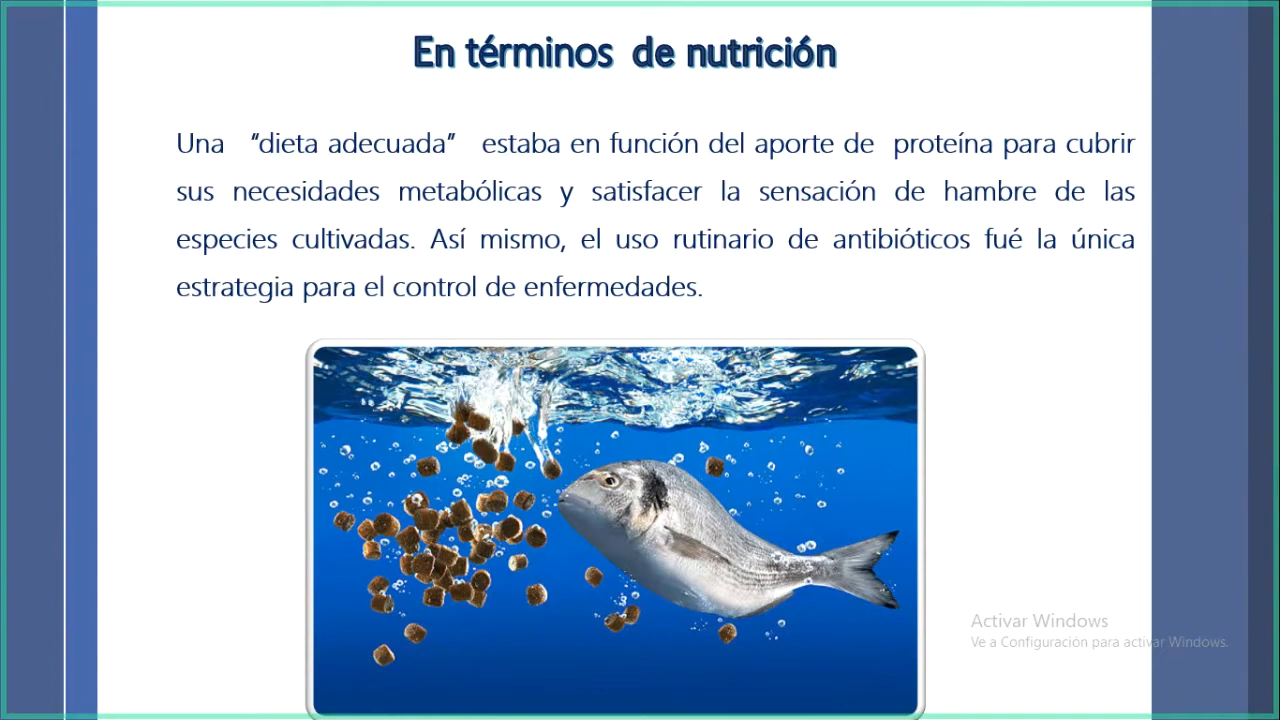 En términos de nutrición
Una “dieta adecuada” estaba en función del aporte de proteína para cubrir
sus necesidades metabólicas y satisfacer la sensación de hambre de las
especies cultivadas. Así mismo, el uso rutinario de antibióticos fué la única
estrategia para el control de enfermedades.
Activar Windows
Ve a Configuración para activar Windows.